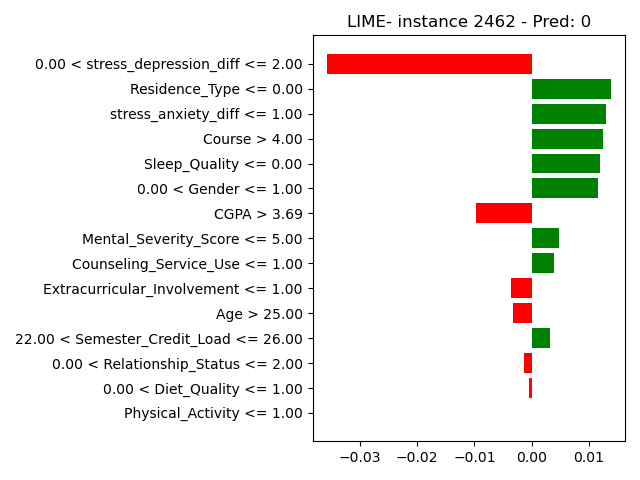 LIME- instance 2462 - Pred: 0
0.00 < stress_depression_diff <= 2.00
Residence_Type <= 0.00
stress_anxiety_diff <= 1.00
Course > 4.00
Sleep_Quality <= 0.00
0.00 < Gender <= 1.00
CGPA > 3.69
Mental_Severity_Score <= 5.00
Counseling_Service_Use <= 1.00
Extracurricular_Involvement <= 1.00
Age > 25.00
22.00 < Semester_Credit_Load <= 26.00
0.00 < Relationship_Status <= 2.00
0.00 < Diet_Quality <= 1.00
Physical_Activity <= 1.00
−0.03 −0.02 −0.01 0.00 0.01